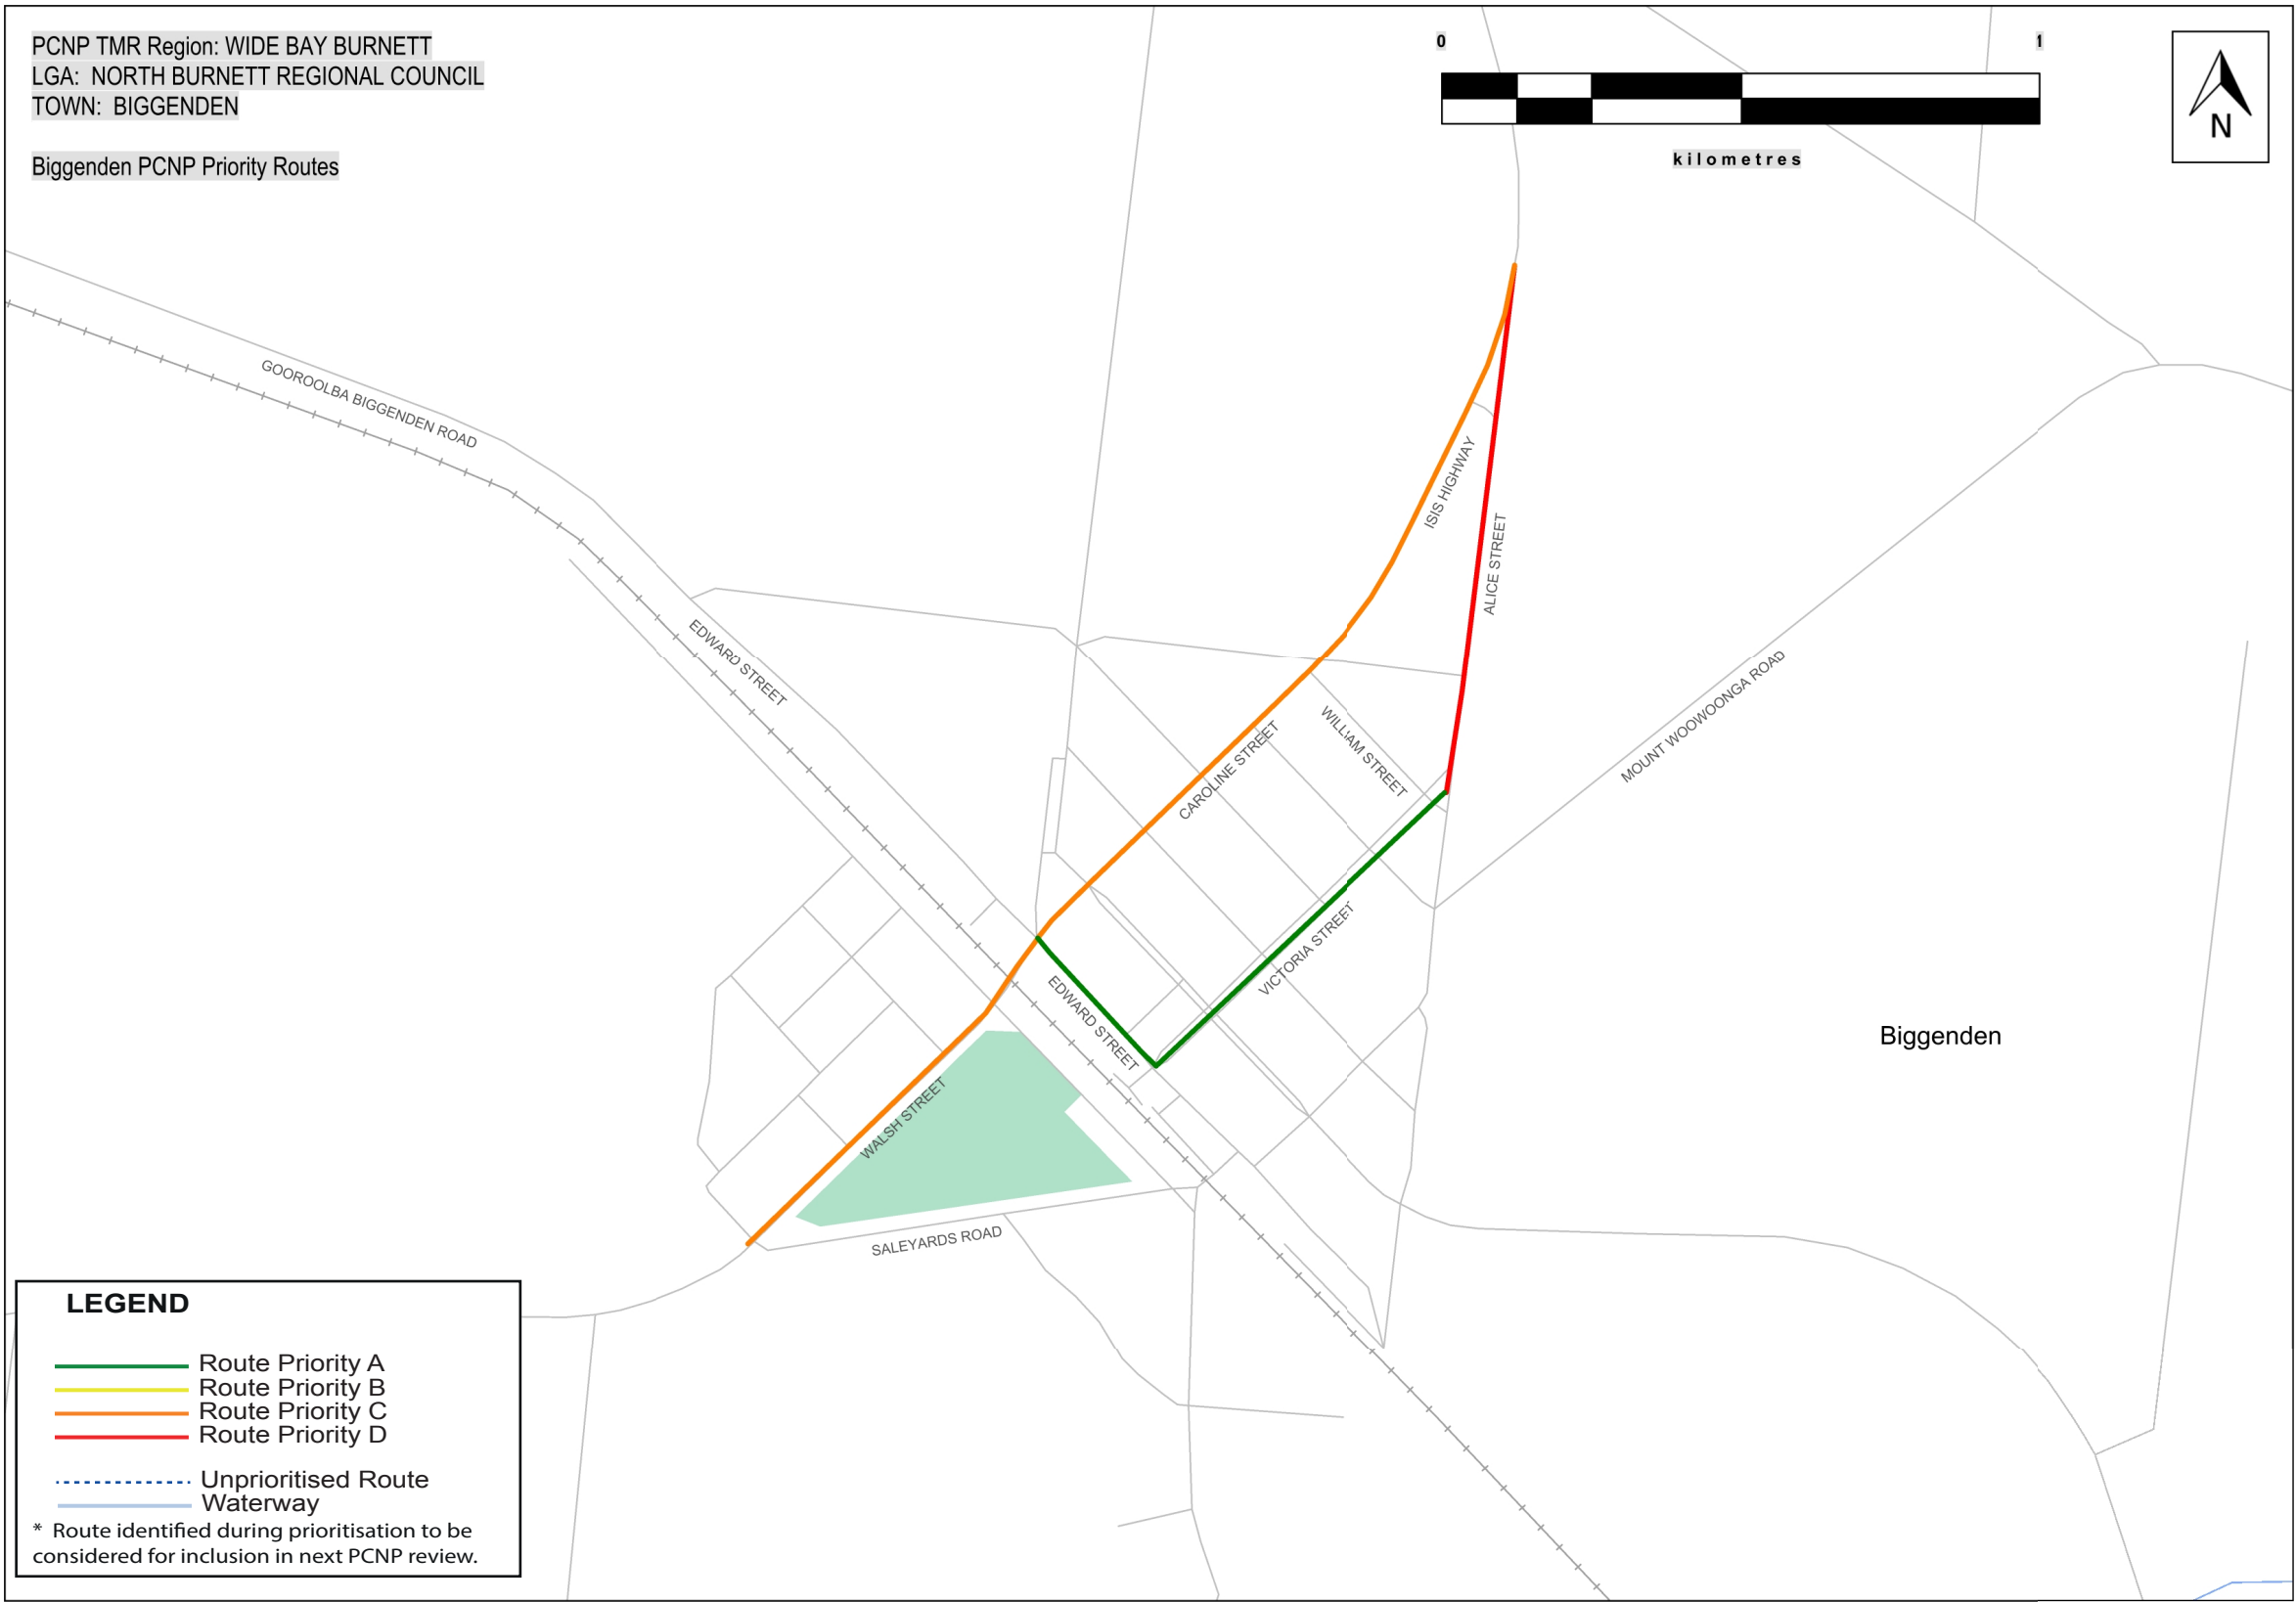 PCNP TMR Region: WIDE BAY BURNETT
LGA: NORTH BURNETT REGIONAL COUNCIL
TOWN: BIGGENDEN
Biggenden PCNP Priority Routes
0
1
kilometres
N
GOOROOLBA BIGGENDEN ROAD
ISIS HIGHWAY
ALICE STREET
EDWARD STREET
WILLIAM STREET
CAROLINE STREET
MOUNT WOOWOONGA ROAD
VICTORIA STREET
EDWARD STREET
Biggenden
WALSH STREET
SALEYARDS ROAD
LEGEND
Route Priority A
Route Priority B
Route Priority C
Route Priority D
Unprioritised Route
Waterway
* Route identified during prioritisation to be
considered for inclusion in next PCNP review.